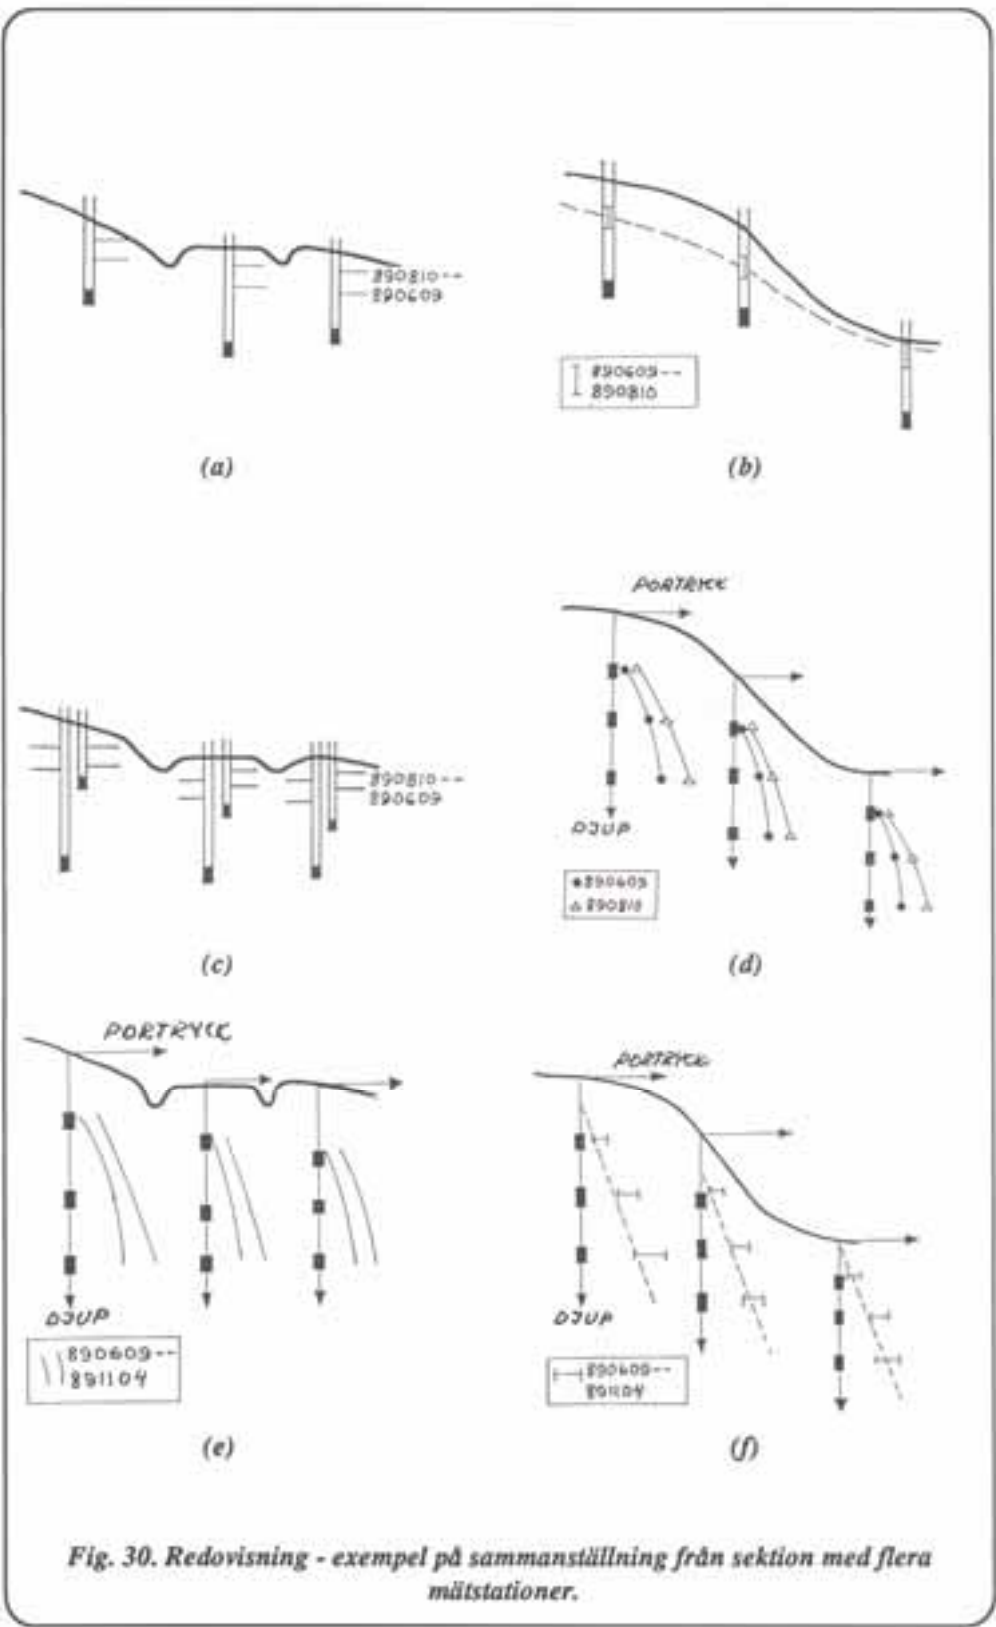 890810--
890609
890609--
890810
(a)
(b)
PORTRYCK
890810--
890609
DJUP
890609
890810
(c)
(d)
PORTRYCK
PORTRYCK
DJUP
DJUP
890609--
891104
890609--
891104
(e)
(f)
Fig. 30. Redovisning - exempel på sammanställning från sektion med flera
mätstationer.